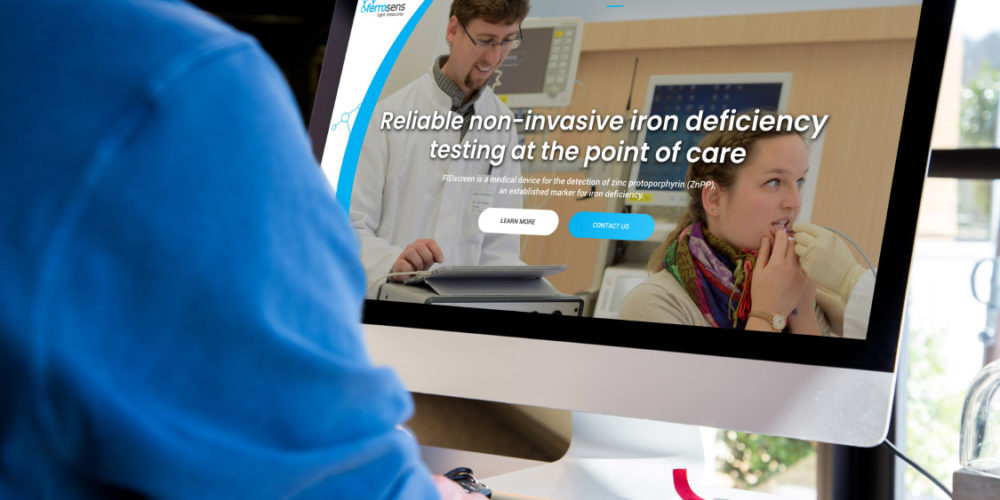 ferrosens
light measures.
Reliable non-invasive iron deficiency
testing at the point of care
FIDscreen is a medical device for the detection of zinc protoporphyrin (ZnPP),
an established marker for iron deficiency.
LEARN MORE
CONTACT US